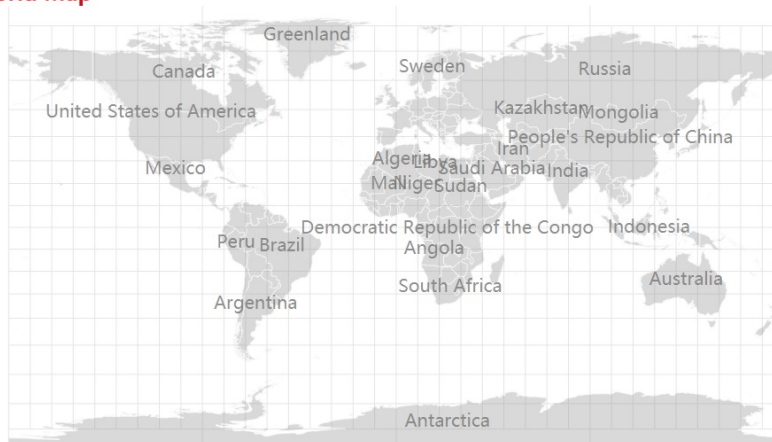 Greenland
Sweden
Canada
Russia
United States of America
Kazakhstan
Mongolia
People's Republic of China
Iran
Algeria
Libya
Mexico
Saudi Arabia
India
Mali
Niger
Sudan
Democratic Republic of the Congo
Indonesia
Peru
Brazil
Angola
Australia
South Africa
Argentina
Antarctica